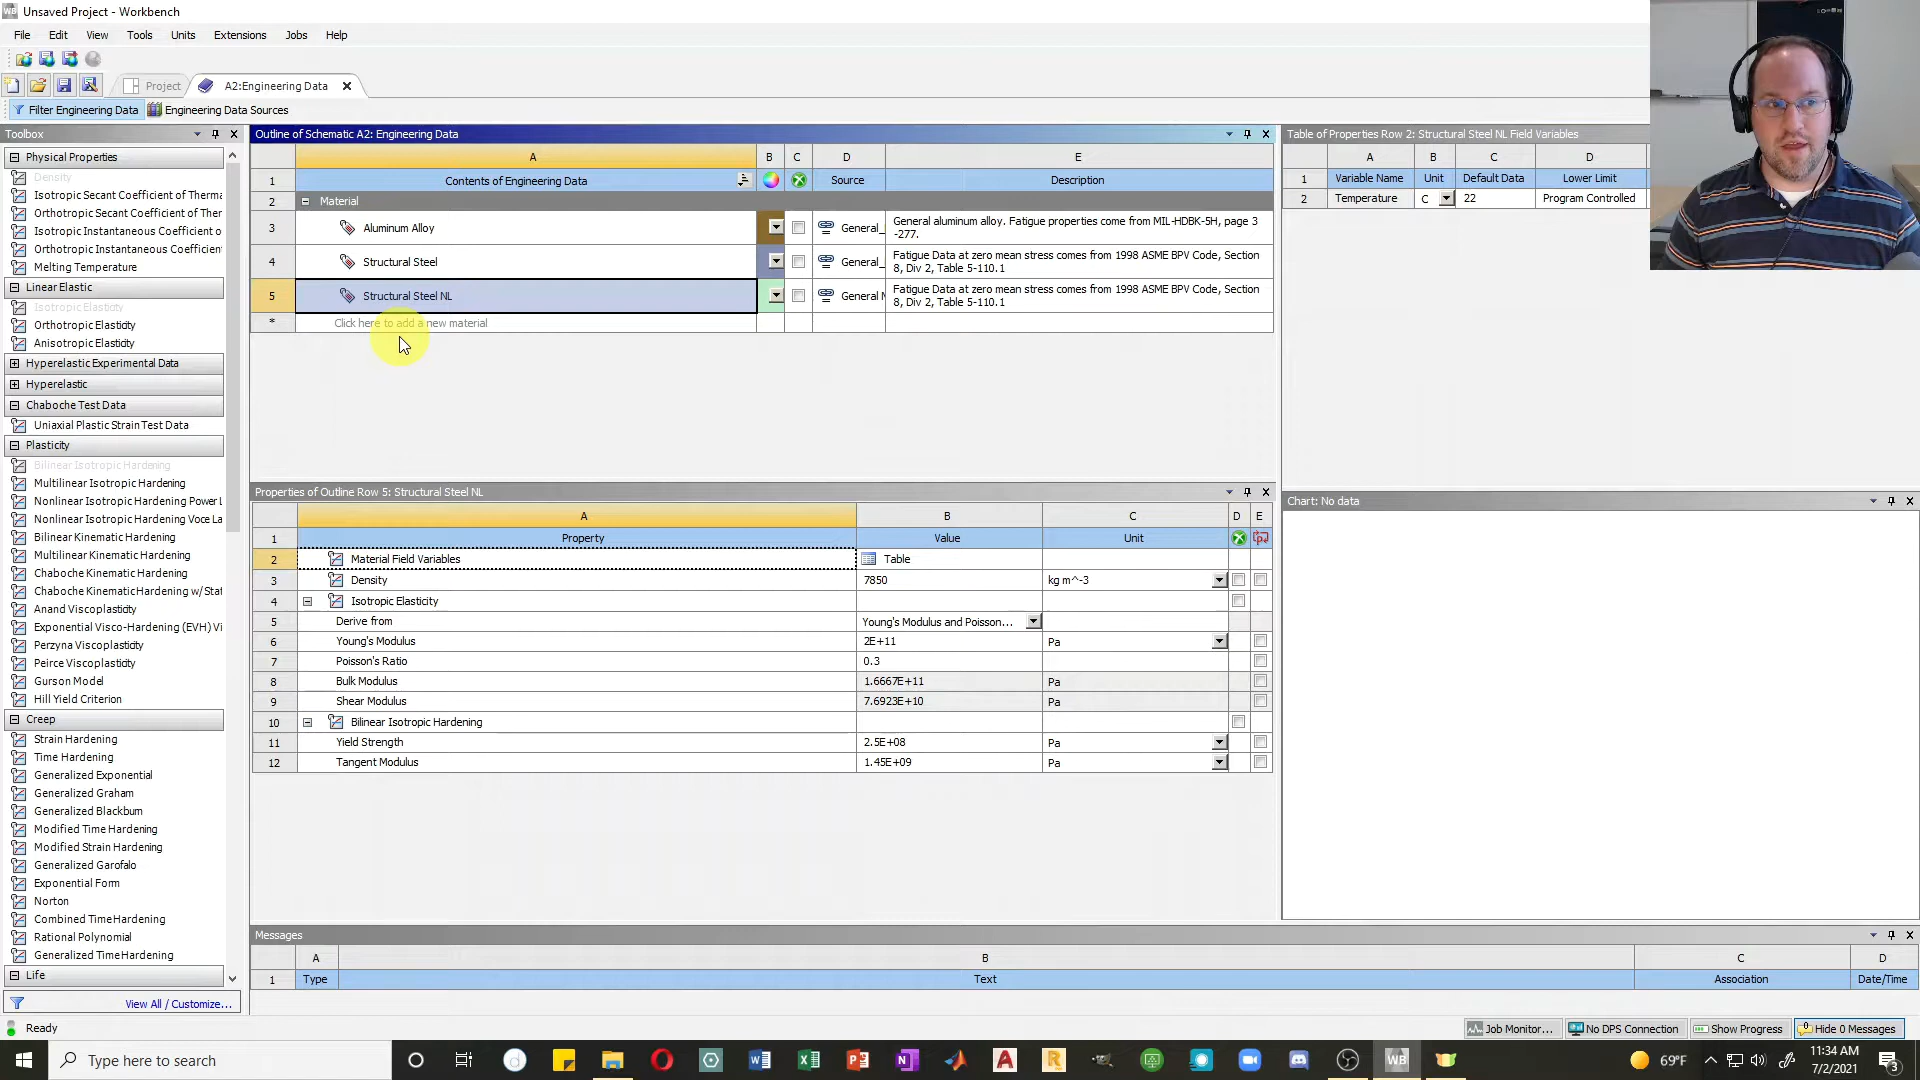 Unsaved Project - Workbench
File Edit View Tools Units Extensions Jobs Help
Project A2:Engineering Data
Filter Engineering Data Engineering Data Sources
Toolbox
Physical Properties
Density
Isotropic Secant Coefficient of Therma
Orthotropic Secant Coefficient of Ther
Isotropic Instantaneous Coefficient o
Orthotropic Instantaneous Coefficien
Melting Temperature
Linear Elastic
Isotropic Elasticity
Orthotropic Elasticity
Anisotropic Elasticity
Hyperelastic Experimental Data
Hyperelastic
Chaboche Test Data
Uniaxial Plastic Strain Test Data
Plasticity
Bilinear Isotropic Hardening
Multilinear Isotropic Hardening
Nonlinear Isotropic Hardening Power L
Nonlinear Isotropic Hardening Voce La
Bilinear Kinematic Hardening
Multilinear Kinematic Hardening
Chaboche Kinematic Hardening
Chaboche Kinematic Hardening w/ Stat
Anand Viscoplasticity
Exponential Visco-Hardening (EVH) Vi
Perzyna Viscoplasticity
Peirce Viscoplasticity
Gurson Model
Hill Yield Criterion
Creep
Strain Hardening
Time Hardening
Generalized Exponential
Generalized Graham
Generalized Blackburn
Modified Time Hardening
Modified Strain Hardening
Generalized Garofalo
Exponential Form
Norton
Combined Time Hardening
Rational Polynomial
Generalized Time Hardening
Life
View All / Customize...
Outline of Schematic A2: Engineering Data
A B C D E
1 Contents of Engineering Data Source Description
2 Material
3 Aluminum Alloy General_ General aluminum alloy. Fatigue properties come from MIL-HDBK-5H, page 3
-277.
4 Structural Steel General_ Fatigue Data at zero mean stress comes from 1998 ASME BPV Code, Section
8, Div 2, Table 5-110.1
5 Structural Steel NL General N Fatigue Data at zero mean stress comes from 1998 ASME BPV Code, Section
8, Div 2, Table 5-110.1
* Click here to add a new material
Properties of Outline Row 5: Structural Steel NL
A B C D E
1 Property Value Unit
2 Material Field Variables Table
3 Density 7850 kg m^-3
4 Isotropic Elasticity
5 Derive from Young's Modulus and Poisson...
6 Young's Modulus 2E+11 Pa
7 Poisson's Ratio 0.3
8 Bulk Modulus 1.6667E+11 Pa
9 Shear Modulus 7.6923E+10 Pa
10 Bilinear Isotropic Hardening
11 Yield Strength 2.5E+08 Pa
12 Tangent Modulus 1.45E+09 Pa
Table of Properties Row 2: Structural Steel NL Field Variables
A B C D
1 Variable Name Unit Default Data Lower Limit
2 Temperature C 22 Program Controlled
Chart: No data
Messages
A B C D
1 Type Text Association Date/Time
Ready
Job Monitor... No DPS Connection Show Progress Hide 0 Messages
Type here to search
69°F
11:34 AM
7/2/2021
3